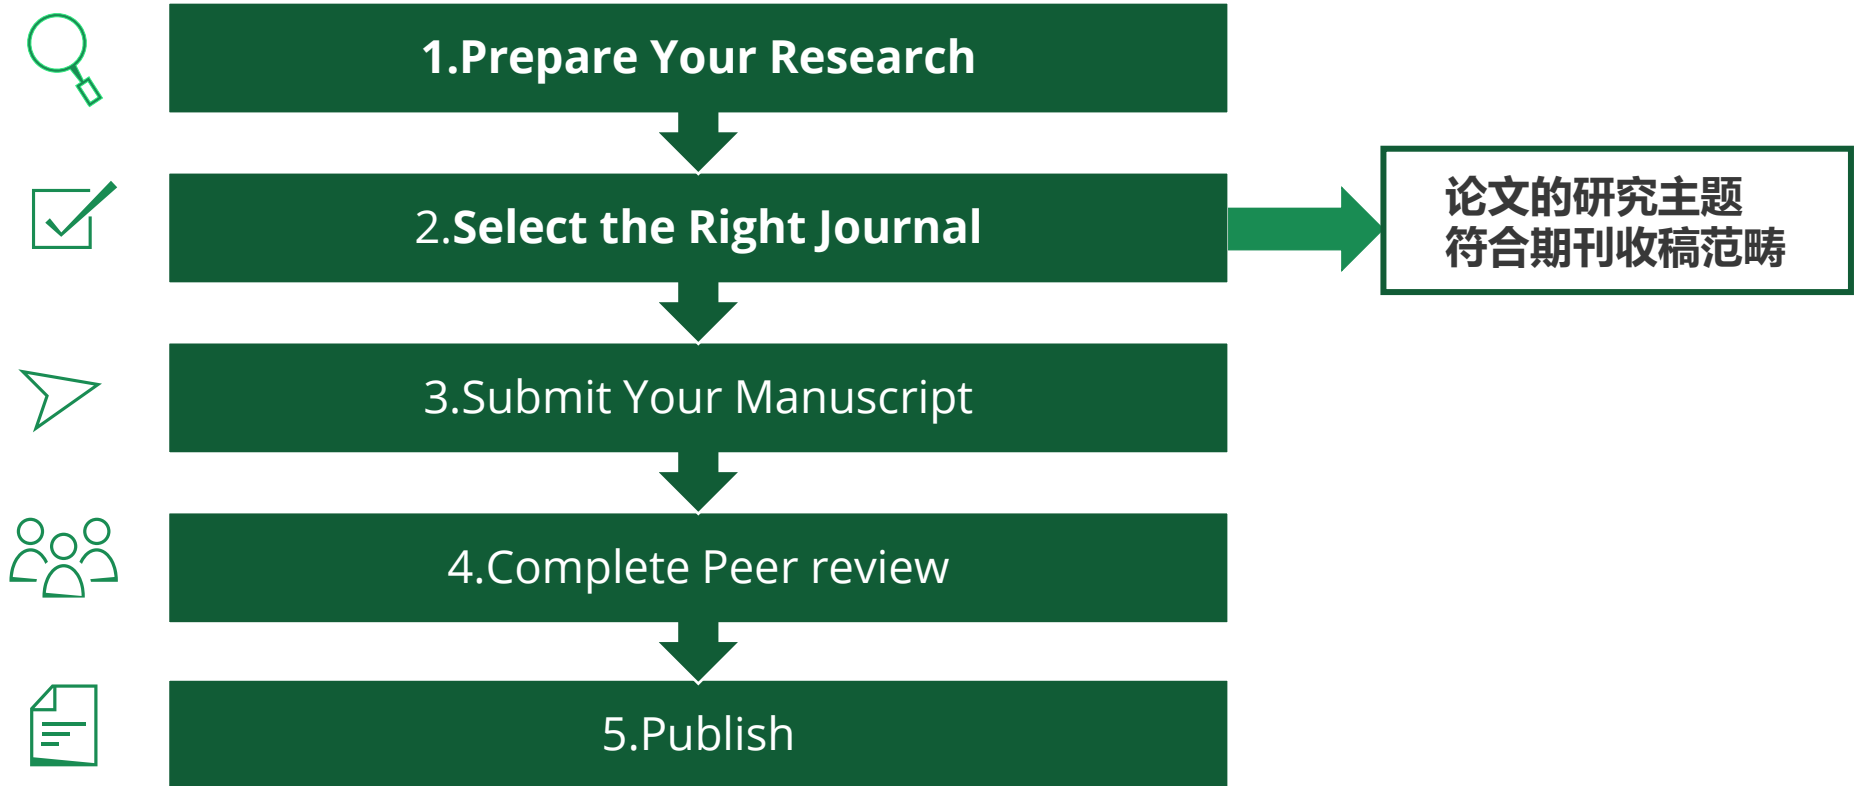 1.Prepare Your Research
2.Select the Right Journal
论文的研究主题
符合期刊收稿范畴
3.Submit Your Manuscript
4.Complete Peer review
5.Publish